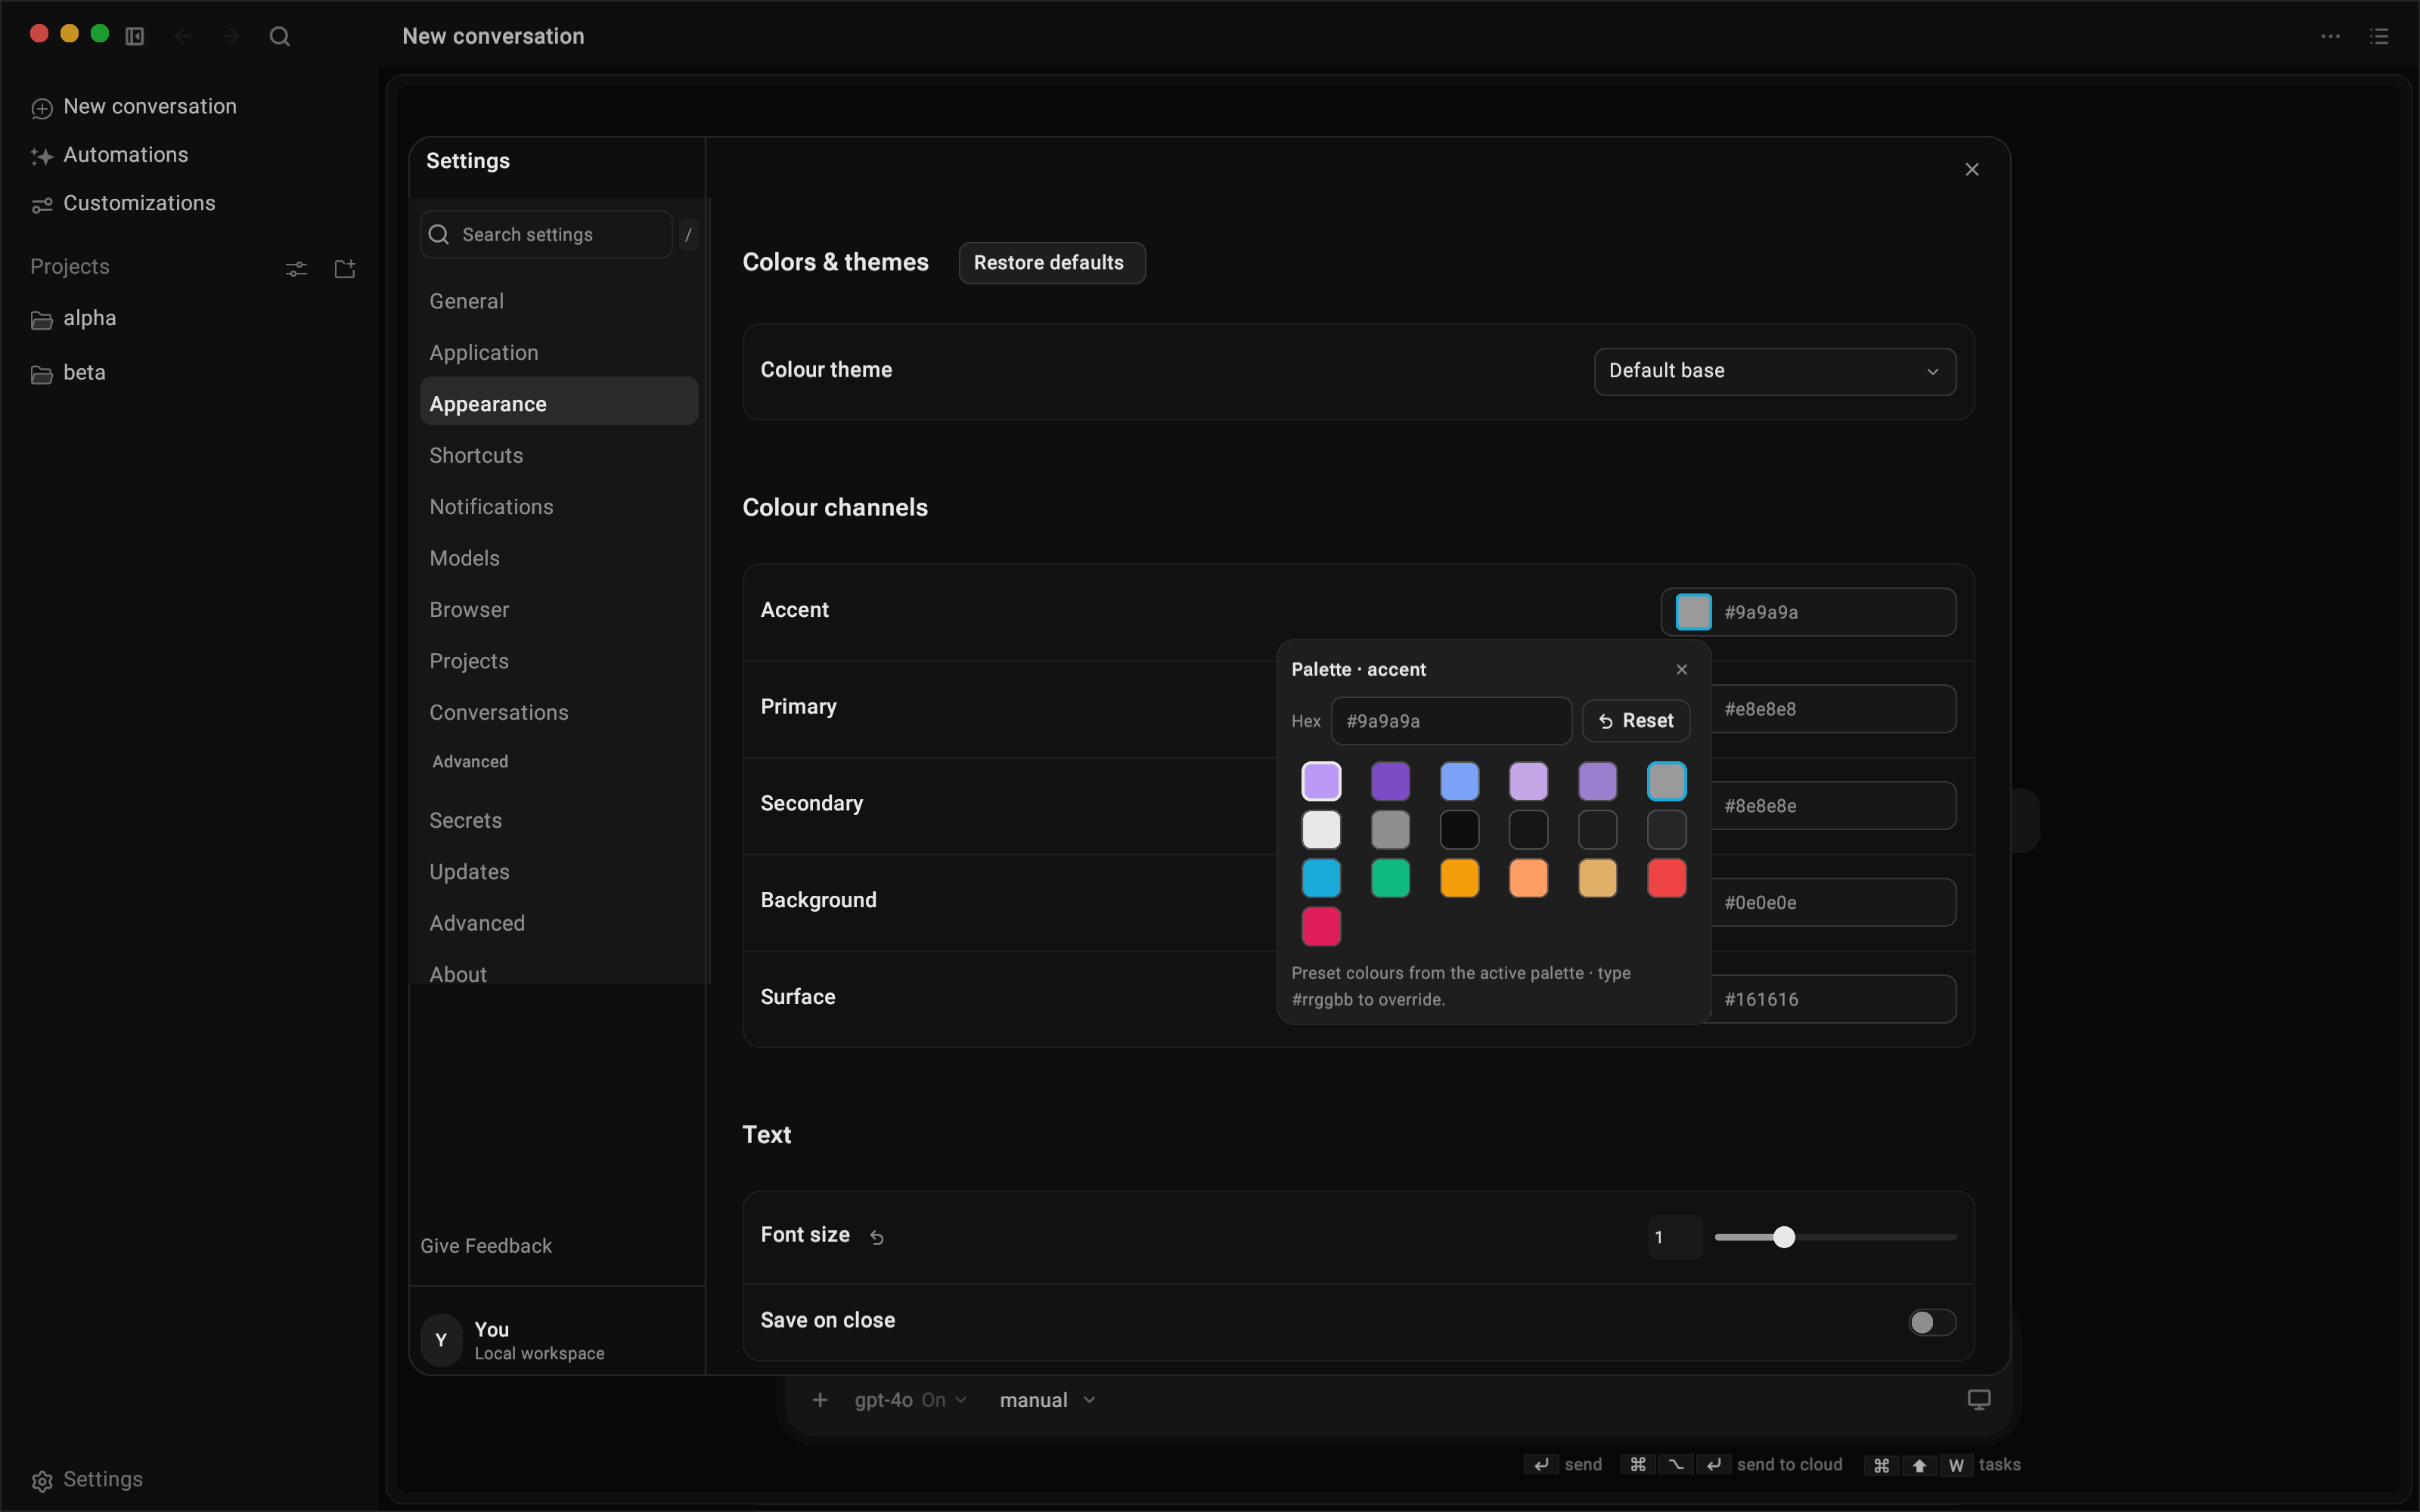 New conversation
New conversation
Automations
Customizations
Projects
alpha
beta
Settings
Settings
Search settings /
General
Application
Appearance
Shortcuts
Notifications
Models
Browser
Projects
Conversations
Advanced
Secrets
Updates
Advanced
About
Give Feedback
Y
You
Local workspace
Colors & themes
Restore defaults
Colour theme
Default base
Colour channels
Accent
#9a9a9a
Primary
#e8e8e8
Secondary
#8e8e8e
Background
#0e0e0e
Surface
#161616
Palette · accent
Hex #9a9a9a Reset
Preset colours from the active palette · type
#rrggbb to override.
Text
Font size
1
Save on close
gpt-4o On manual
⏎ send ⌘ ⌥ ⏎ send to cloud ⌘ ⬆ W tasks